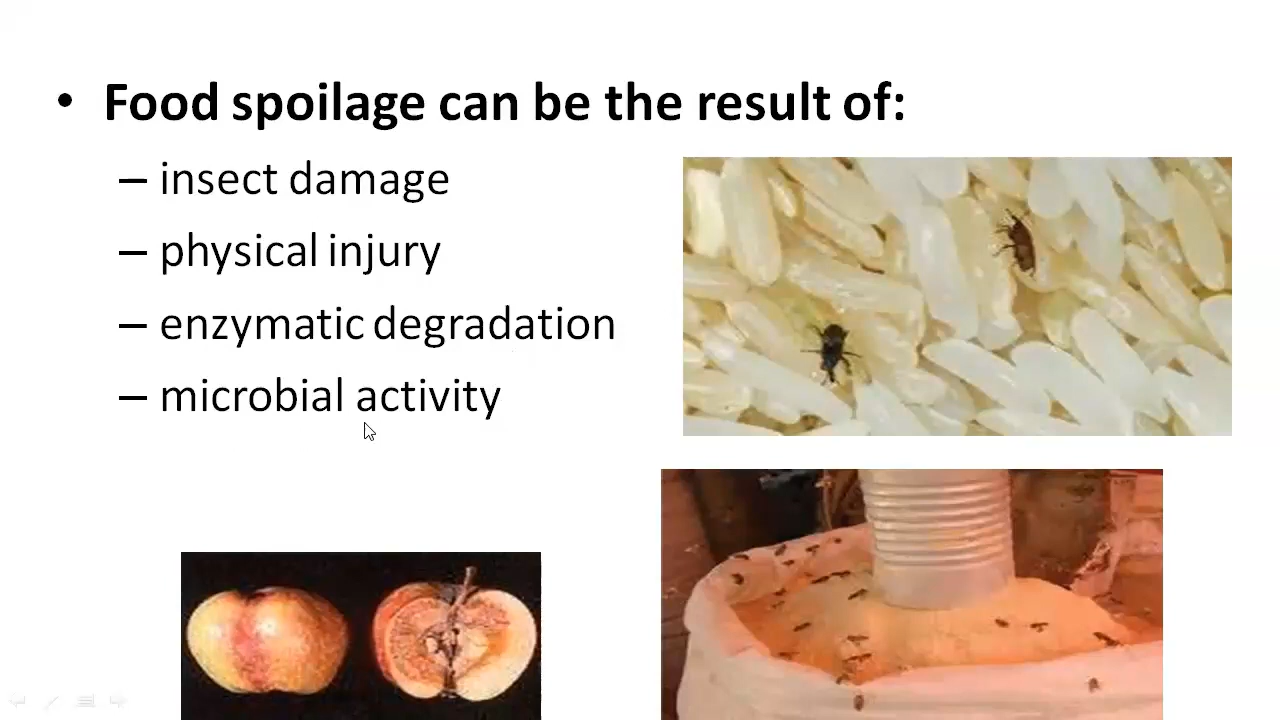 • Food spoilage can be the result of:
– insect damage
– physical injury
– enzymatic degradation
– microbial activity